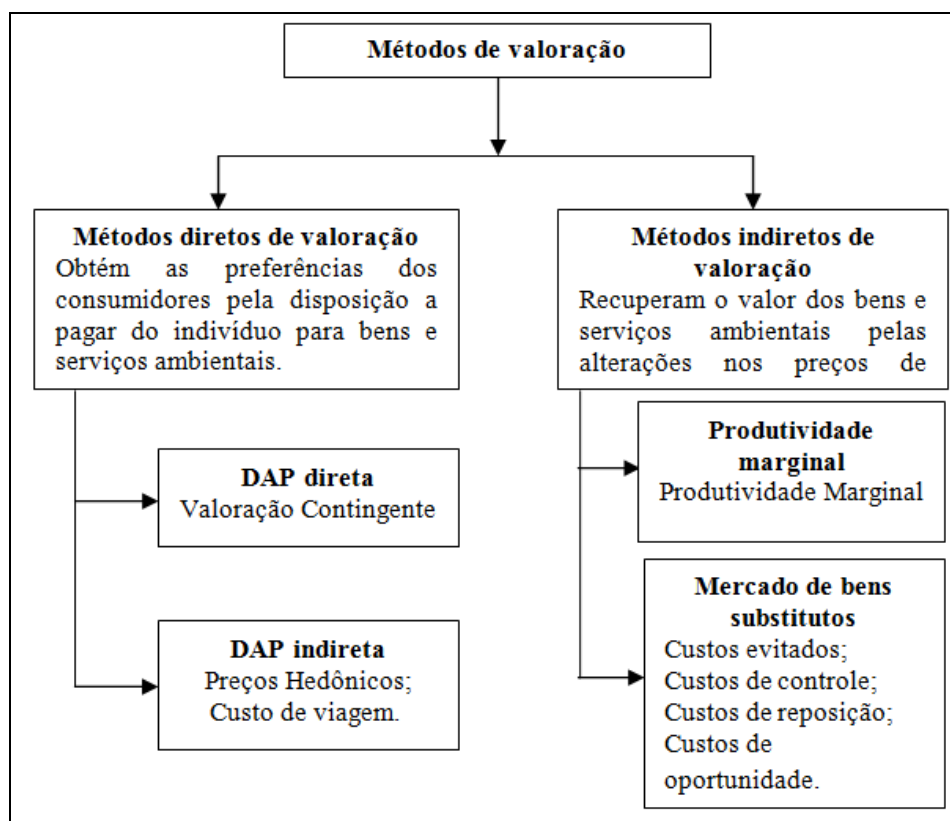 Métodos de valoração
Métodos diretos de valoração
Obtém as preferências dos
consumidores pela disposição a
pagar do indivíduo para bens e
serviços ambientais.
DAP direta
Valoração Contingente
DAP indireta
Preços Hedônicos;
Custo de viagem.
Métodos indiretos de
valoração
Recuperam o valor dos bens e
serviços ambientais pelas
alterações nos preços de
Produtividade
marginal
Produtividade Marginal
Mercado de bens
substitutos
Custos evitados;
Custos de controle;
Custos de reposição;
Custos de
oportunidade.